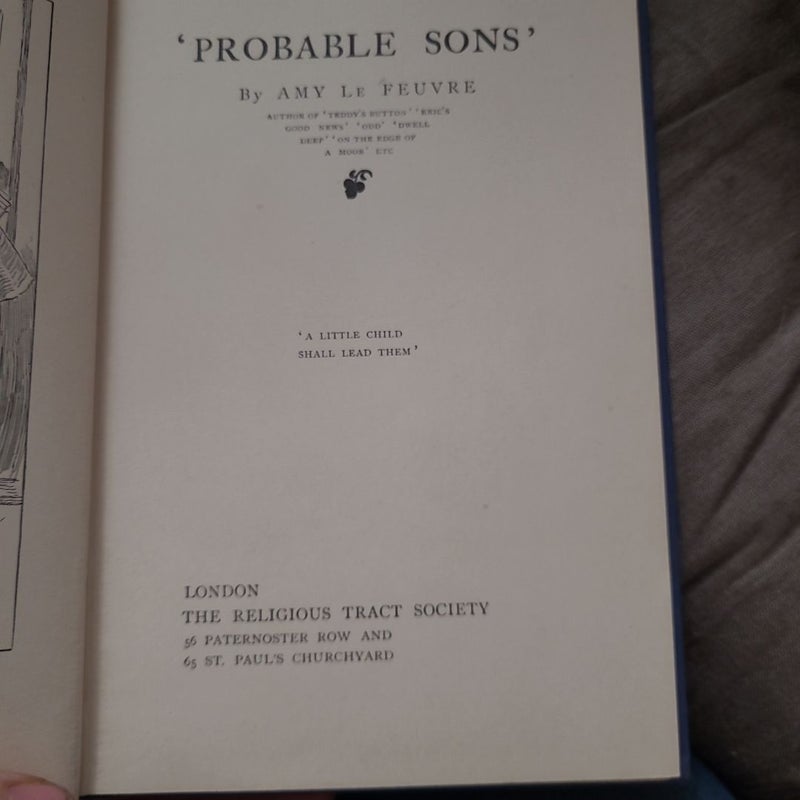 ‘PROBABLE SONS’
By AMY LE FEUVRE
AUTHOR OF ‘TEDDY'S BUTTON’ ‘ERIC'S
GOOD NEWS’ ‘ODD’ ‘DWELL
DEEP’ ‘ON THE EDGE OF
A MOOR’ ETC
‘A LITTLE CHILD
SHALL LEAD THEM’
LONDON
THE RELIGIOUS TRACT SOCIETY
56 PATERNOSTER ROW AND
65 ST. PAUL'S CHURCHYARD